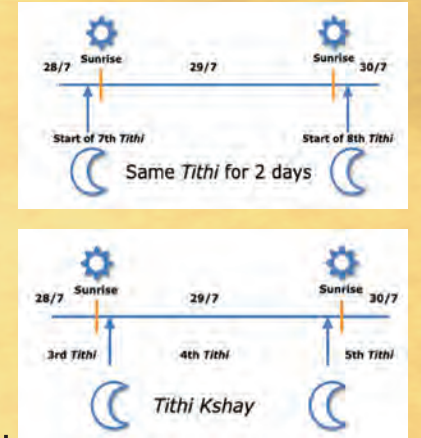 28/7 Sunrise 29/7 Sunrise 30/7
Start of 7th Tithi Start of 8th Tithi
Same Tithi for 2 days
28/7 Sunrise 29/7 Sunrise 30/7
3rd Tithi 4th Tithi 5th Tithi
Tithi Kshay
.